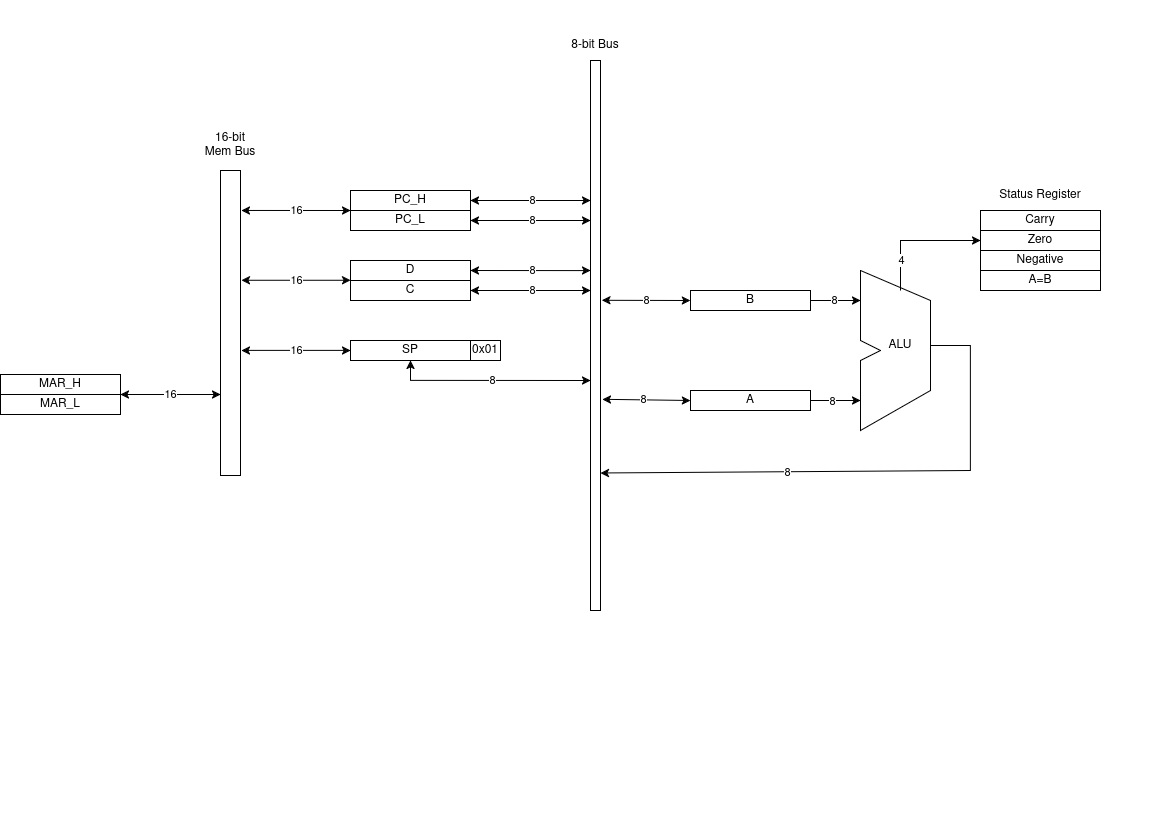 8-bit Bus
16-bit
Mem Bus
Status Register
PC_H
PC_L
16
8
8
Carry
Zero
Negative
A=B
4
D
C
16
8
8
8
B
8
ALU
SP
0x01
16
8
MAR_H
MAR_L
16
8
A
8
8